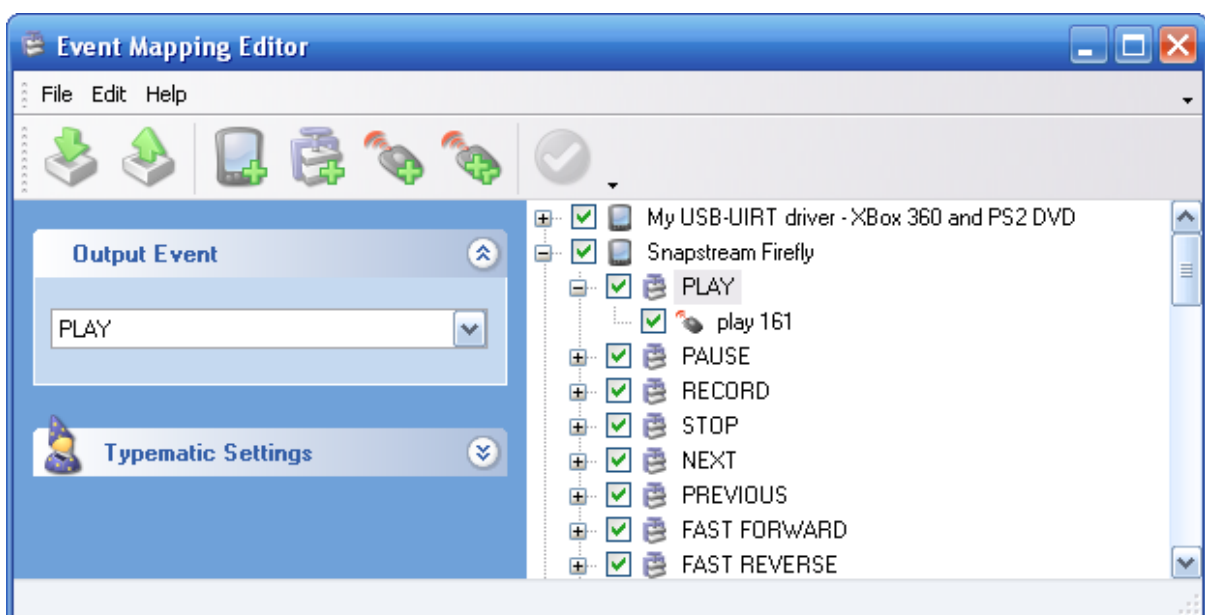 Event Mapping Editor
File Edit Help
Output Event
PLAY
Typematic Settings
My USB-UIRT driver - XBox 360 and PS2 DVD
Snapstream Firefly
PLAY
play 161
PAUSE
RECORD
STOP
NEXT
PREVIOUS
FAST FORWARD
FAST REVERSE